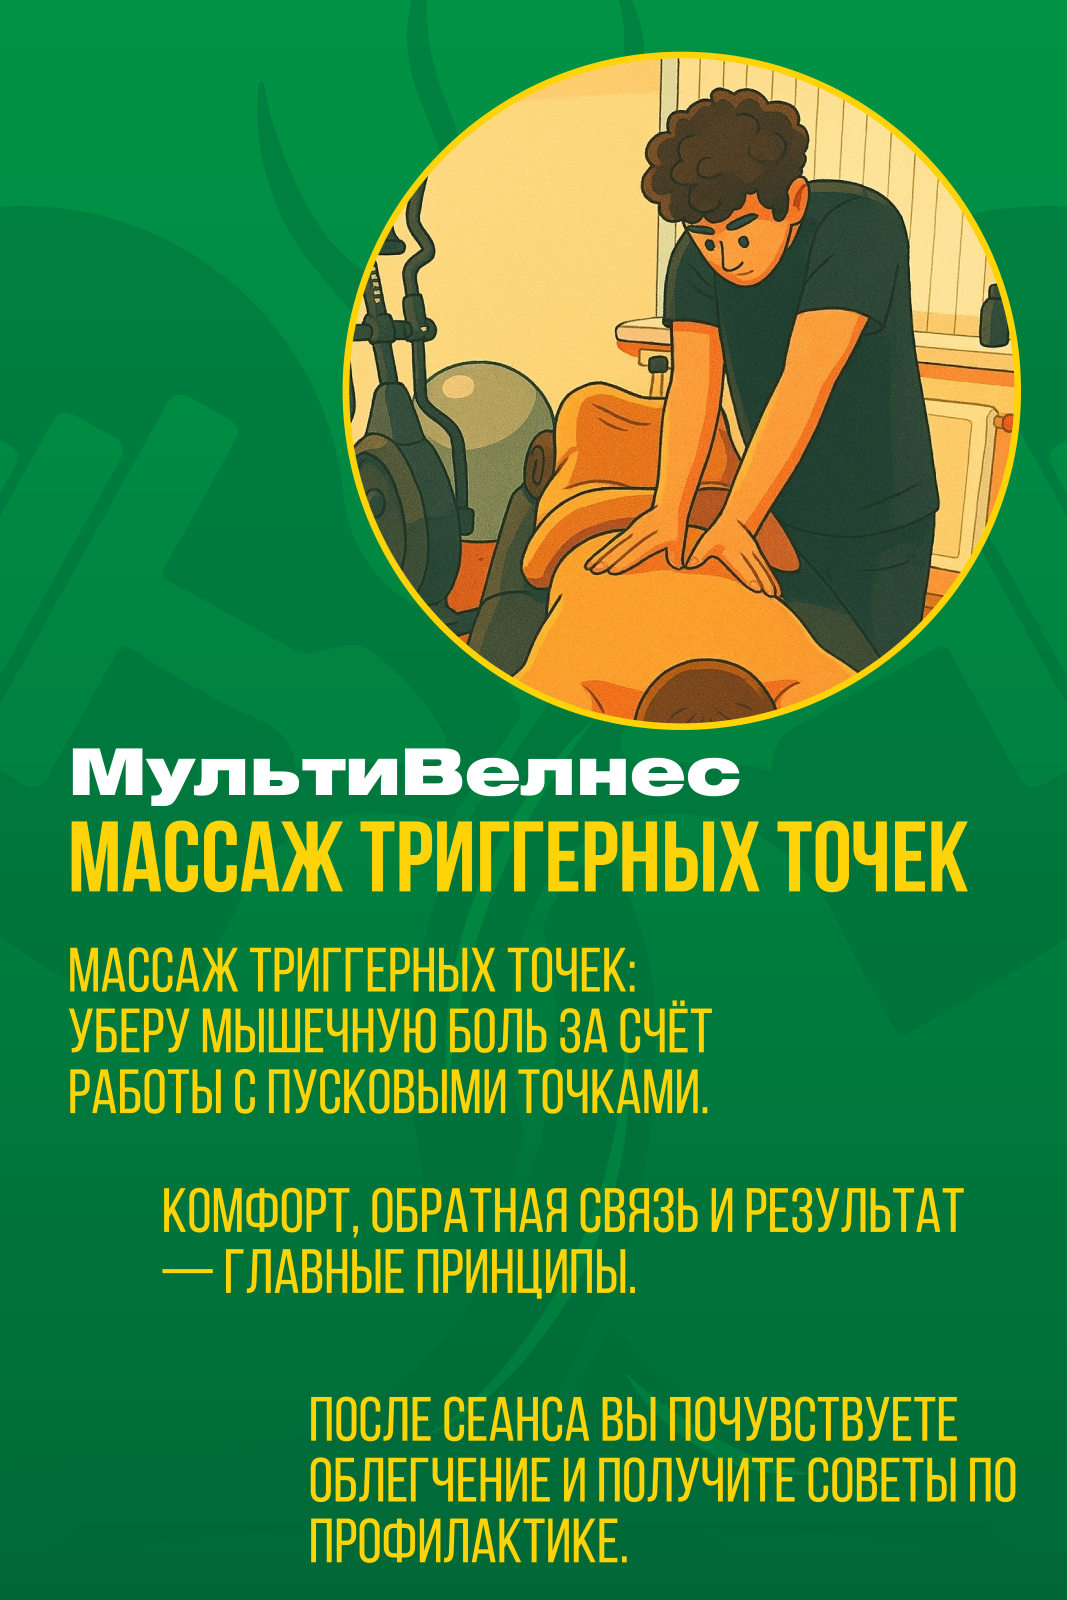 МультиВелнес
МАССАЖ ТРИГГЕРНЫХ ТОЧЕК
МАССАЖ ТРИГГЕРНЫХ ТОЧЕК:
УБЕРУ МЫШЕЧНУЮ БОЛЬ ЗА СЧЁТ
РАБОТЫ С ПУСКОВЫМИ ТОЧКАМИ.
КОМФОРТ, ОБРАТНАЯ СВЯЗЬ И РЕЗУЛЬТАТ
— ГЛАВНЫЕ ПРИНЦИПЫ.
ПОСЛЕ СЕАНСА ВЫ ПОЧУВСТВУЕТЕ
ОБЛЕГЧЕНИЕ И ПОЛУЧИТЕ СОВЕТЫ ПО
ПРОФИЛАКТИКЕ.